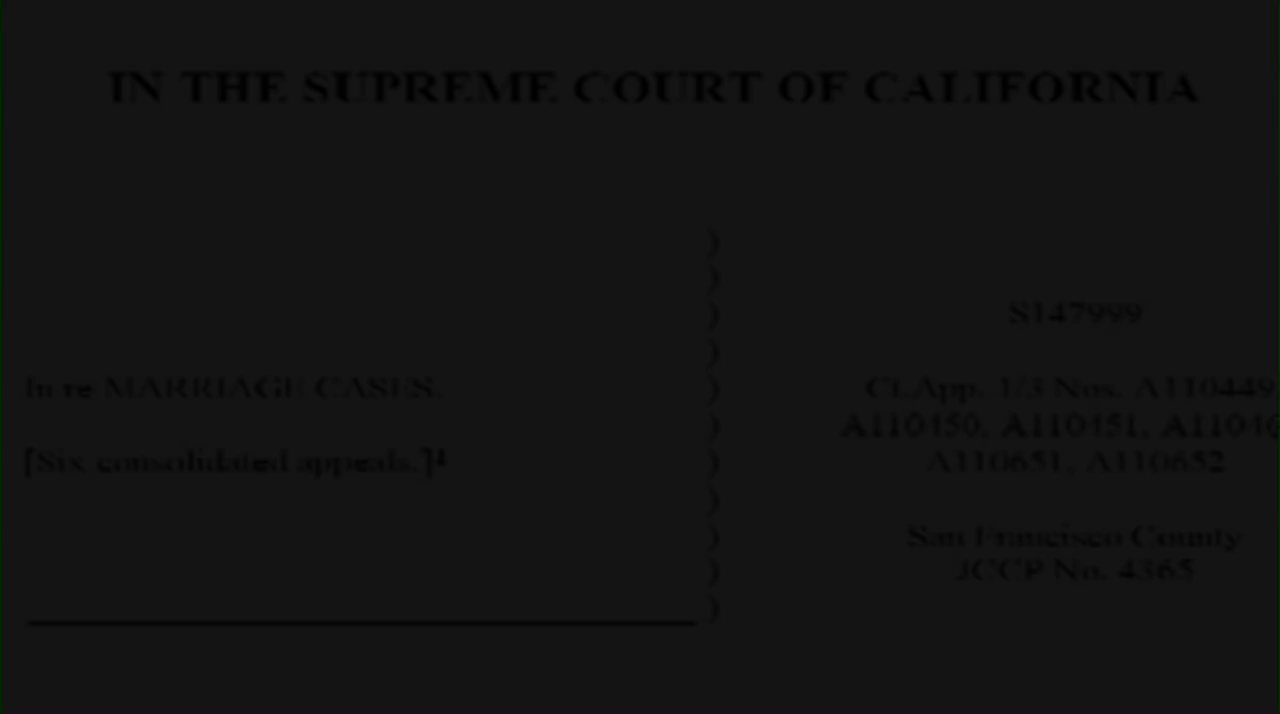 IN THE SUPREME COURT OF CALIFORNIA
)
)
) S147999
)
In re MARRIAGE CASES. ) Ct.App. 1/3 Nos. A110449,
) A110450, A110451, A11046
[Six consolidated appeals.]1 ) A110651, A110652
)
) San Francisco County
) JCCP No. 4365
)